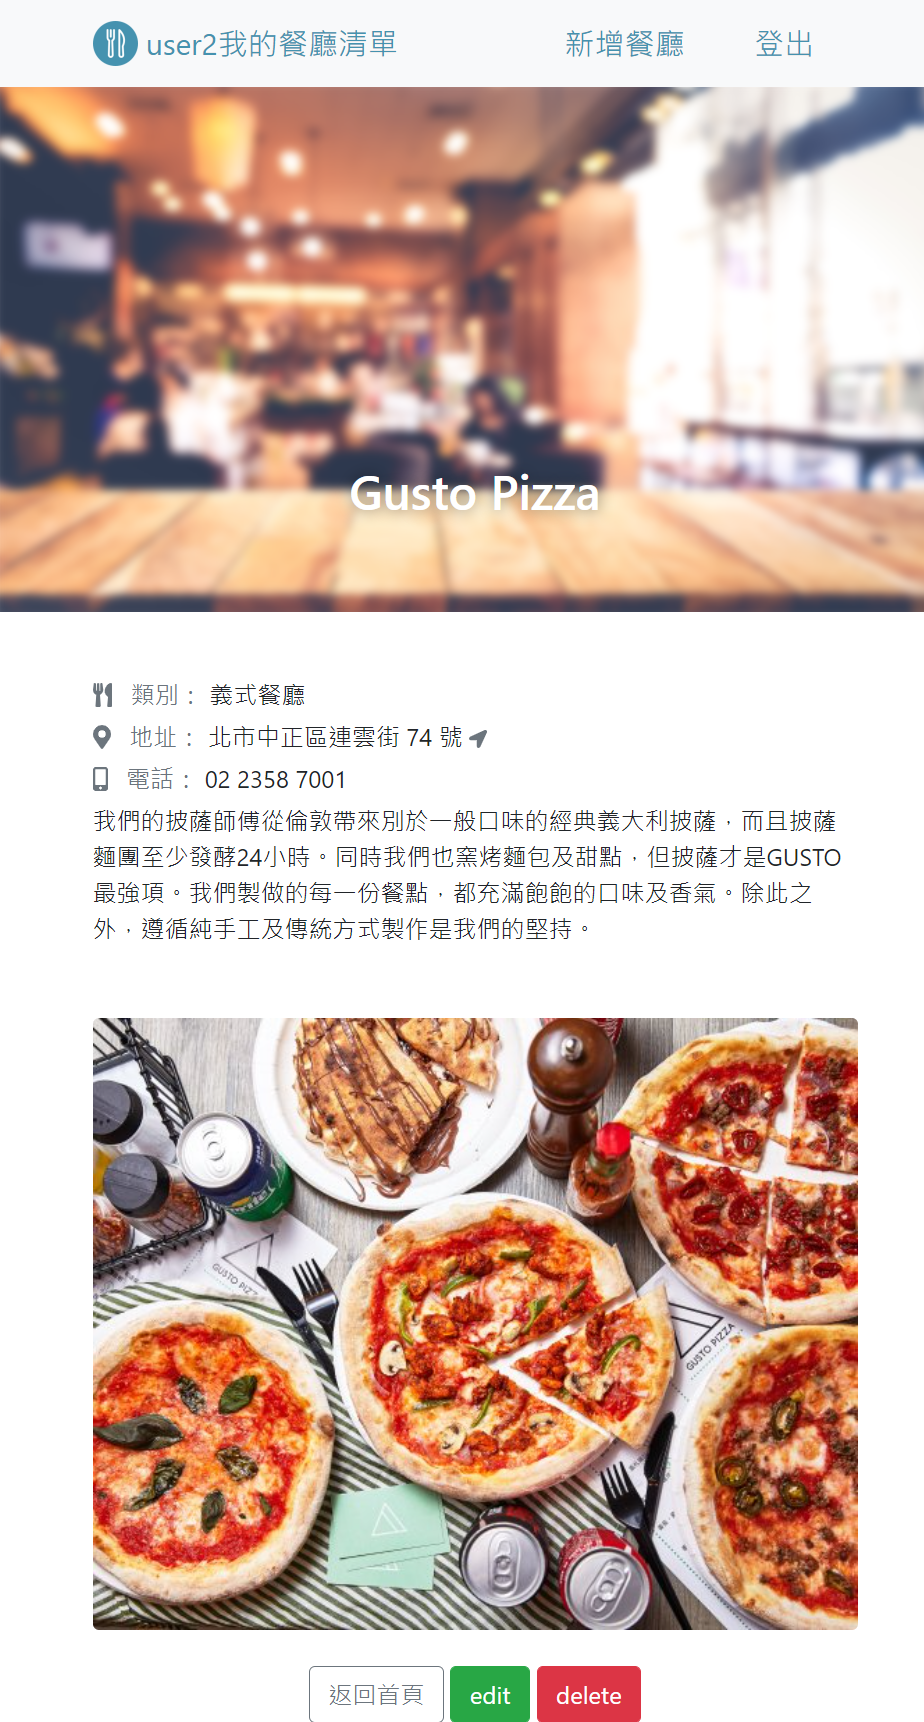 user2我的餐廳清單
新增餐廳
登出
Gusto Pizza
類別： 義式餐廳
地址： 北市中正區連雲街 74 號
電話： 02 2358 7001
我們的披薩師傅從倫敦帶來別於一般口味的經典義大利披薩，而且披薩
麵團至少發酵24小時。同時我們也窯烤麵包及甜點，但披薩才是GUSTO
最強項。我們製做的每一份餐點，都充滿飽飽的口味及香氣。除此之
外，遵循純手工及傳統方式製作是我們的堅持。
GUSTO PIZZ
GUSTO PIZZA
返回首頁
edit
delete